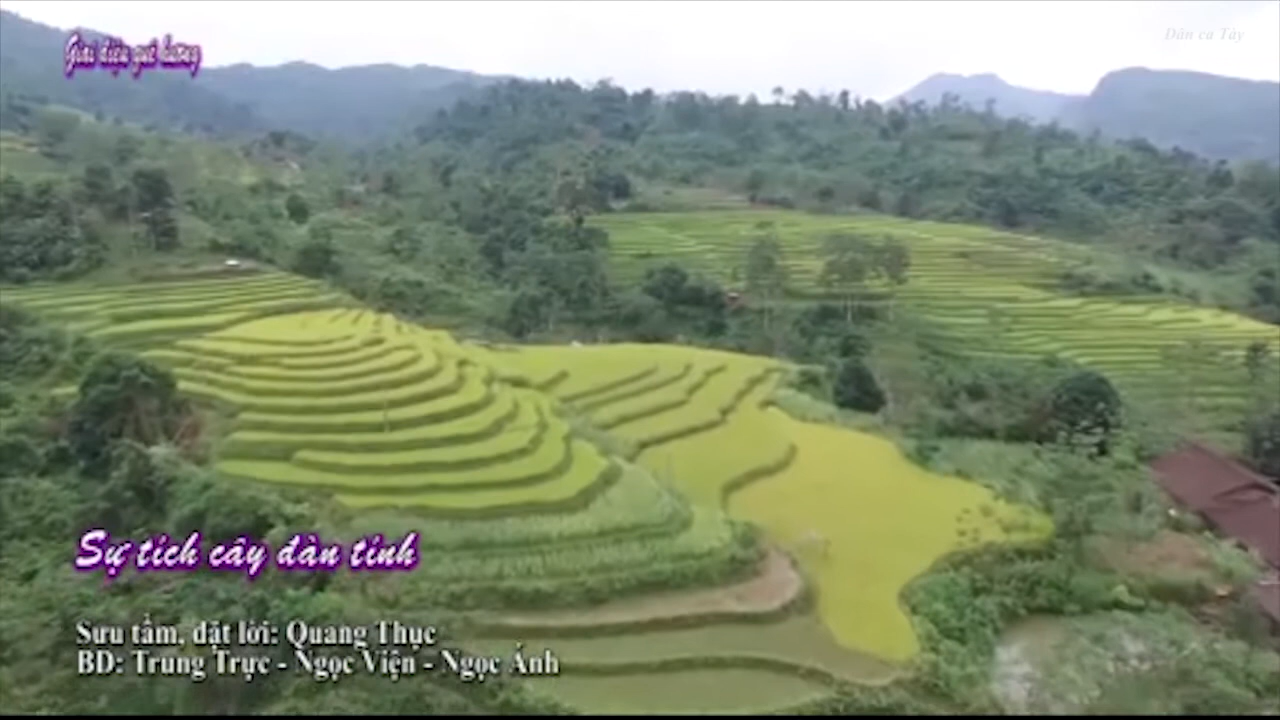 Giai điệu quê hương
Dân ca Tày
Sự tích cây đàn tính
Sưu tầm, đặt lời: Quang Thục
BD: Trung Trực - Ngọc Viện - Ngọc Ánh